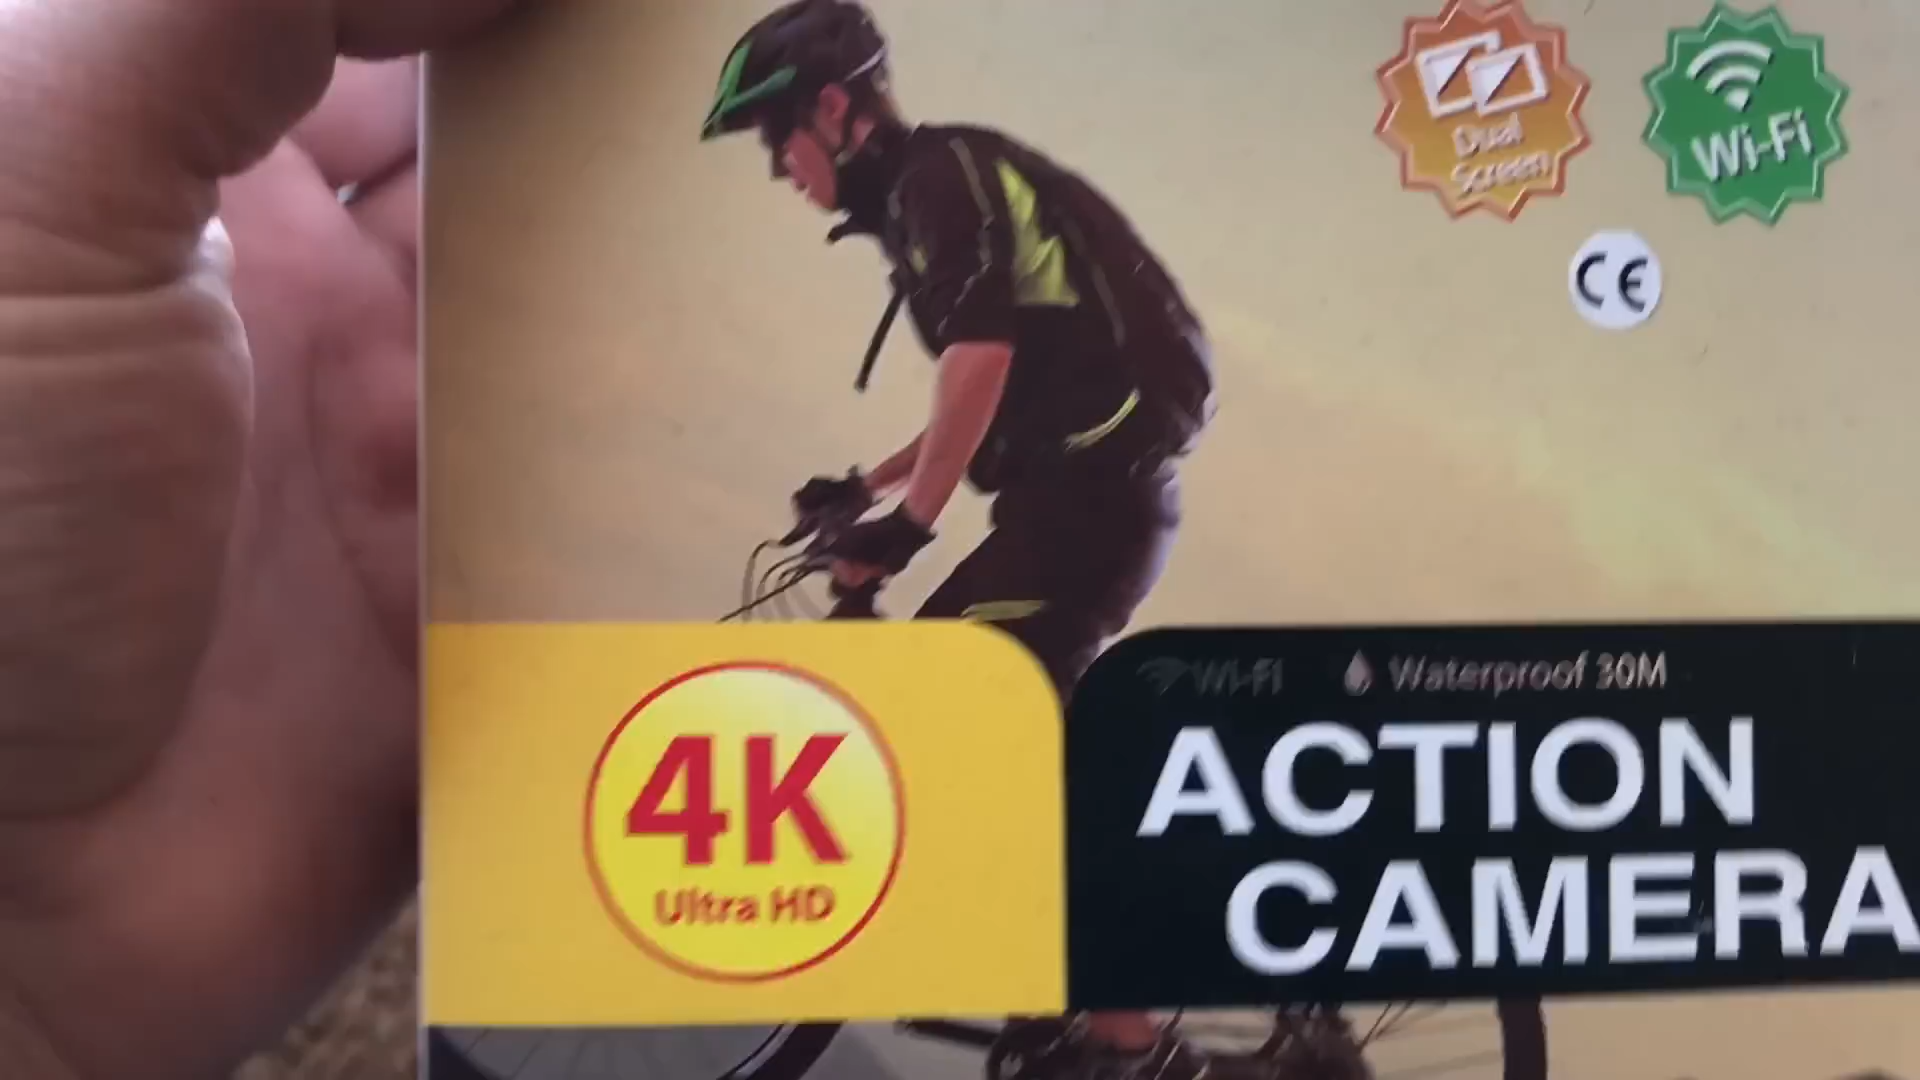 Dual
Screen
Wi-Fi
CE
Wi-Fi Waterproof 30M
ACTION
CAMERA
4K
Ultra HD